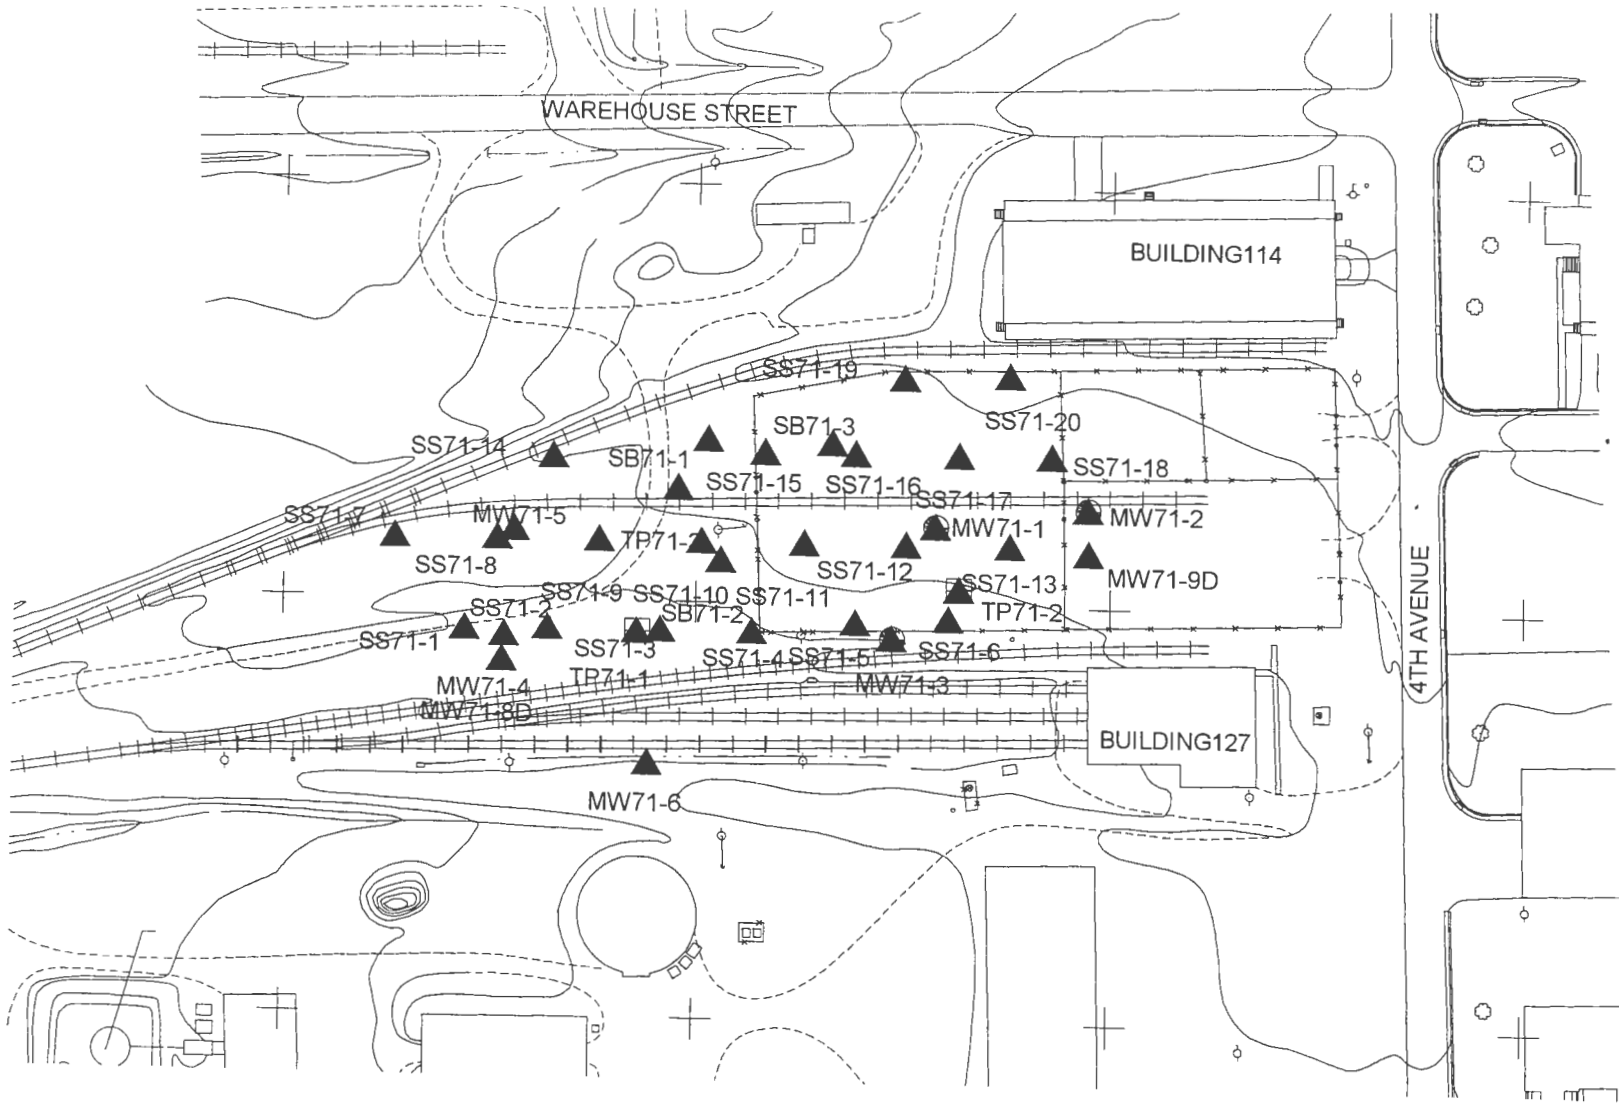 WAREHOUSE STREET
BUILDING114
SS71-19
SS71-20
SB71-3
SS71-14
SB71-1
SS71-18
SS71-15
SS71-16
SS71-17
SS71-7
MW71-5
MW71-2
MW71-1
TP71-3
SS71-8
SS71-12
SS71-13
MW71-9D
SS71-9
SS71-10
SS71-11
SS71-2
SB71-2
TP71-2
SS71-1
SS71-3
SS71-4
SS71-5
SS71-6
TP71-1
MW71-4
MW71-3
MW71-8D
4TH AVENUE
BUILDING127
MW71-6